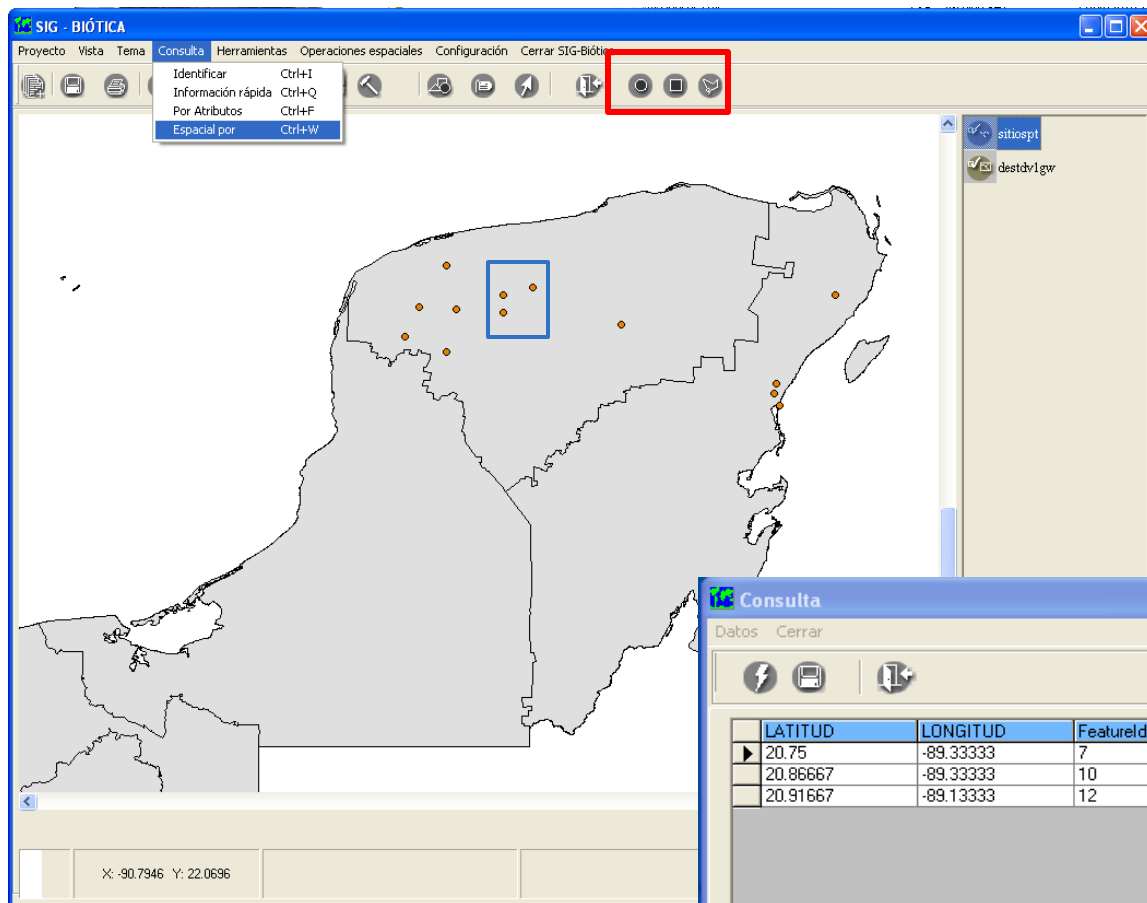 SIG - BIÓTICA
Proyecto Vista Tema Consulta Herramientas Operaciones espaciales Configuración Cerrar SIG-Biótica
Identificar Ctrl+I
Información rápida Ctrl+Q
Por Atributos Ctrl+F
Espacial por Ctrl+W
sitiospt
destdv1gw
Consulta
Datos Cerrar
LATITUD LONGITUD FeatureId
20.75 -89.33333 7
20.86667 -89.33333 10
20.91667 -89.13333 12
X: -90.7946 Y: 22.0696